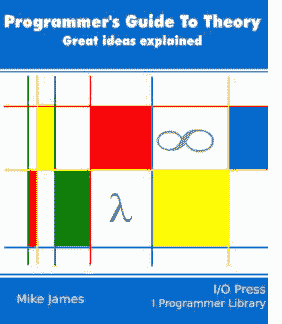 Programmer's Guide To Theory
Great ideas explained
∞
λ
Mike James
I/O Press
I Programmer Library